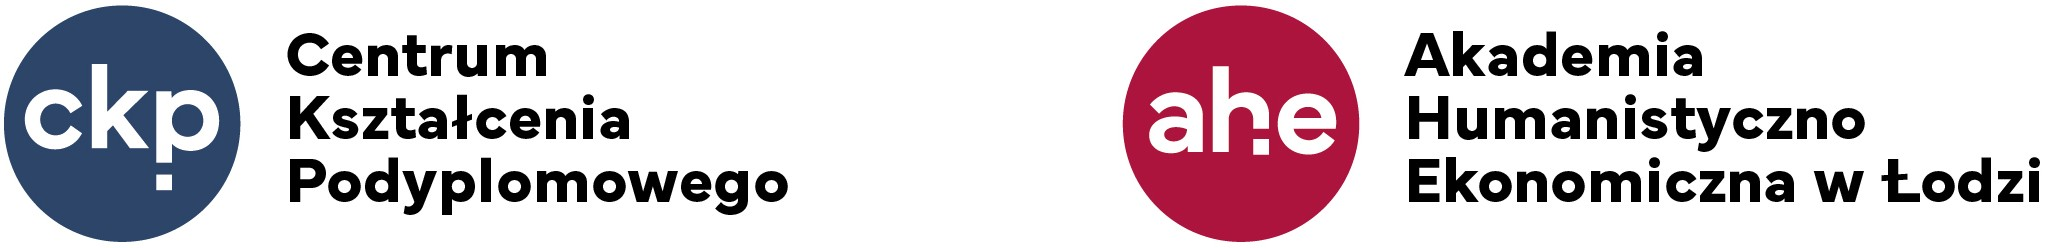 ckp
Centrum
Kształcenia
Podyplomowego
ahe
Akademia
Humanistyczno
Ekonomiczna w Łodzi